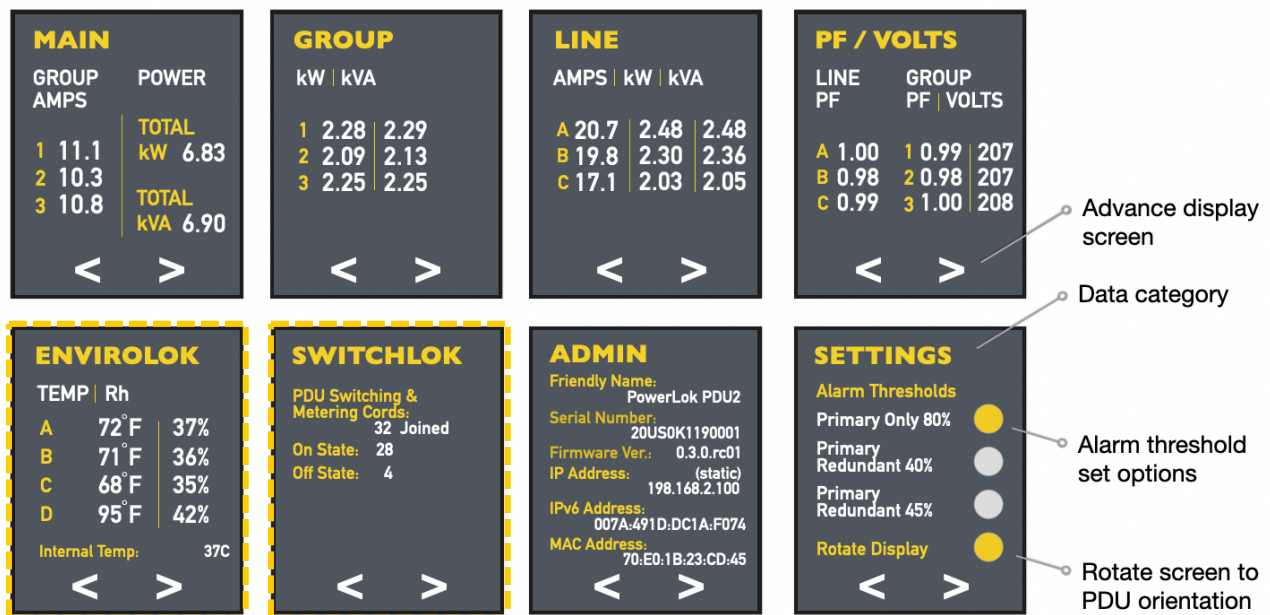 MAIN
GROUP AMPS
POWER
1 11.1
2 10.3
3 10.8
TOTAL
kW 6.83
TOTAL
kVA 6.90
< >
GROUP
kW | kVA
1 2.28 | 2.29
2 2.09 | 2.13
3 2.25 | 2.25
< >
LINE
AMPS | kW | kVA
A 20.7 | 2.48 | 2.48
B 19.8 | 2.30 | 2.36
C 17.1 | 2.03 | 2.05
< >
PF / VOLTS
LINE
PF
GROUP
PF | VOLTS
A 1.00
B 0.98
C 0.99
1 0.99 | 207
2 0.98 | 207
3 1.00 | 208
< >
Advance display
screen
Data category
ENVIROLOK
TEMP | Rh
A 72°F | 37%
B 71°F | 36%
C 68°F | 35%
D 95°F | 42%
Internal Temp: 37C
< >
SWITCHLOK
PDU Switching &
Metering Cords:
32 Joined
On State: 28
Off State: 4
< >
ADMIN
Friendly Name:
PowerLok PDU2
Serial Number:
20US0K1190001
Firmware Ver.: 0.3.0.rc01
IP Address: (static)
198.168.2.100
IPv6 Address:
007A:491D:DC1A:F074
MAC Address:
70:E0:1B:23:CD:45
< >
SETTINGS
Alarm Thresholds
Primary Only 80%
Primary
Redundant 40%
Primary
Redundant 45%
Rotate Display
< >
Alarm threshold
set options
Rotate screen to
PDU orientation